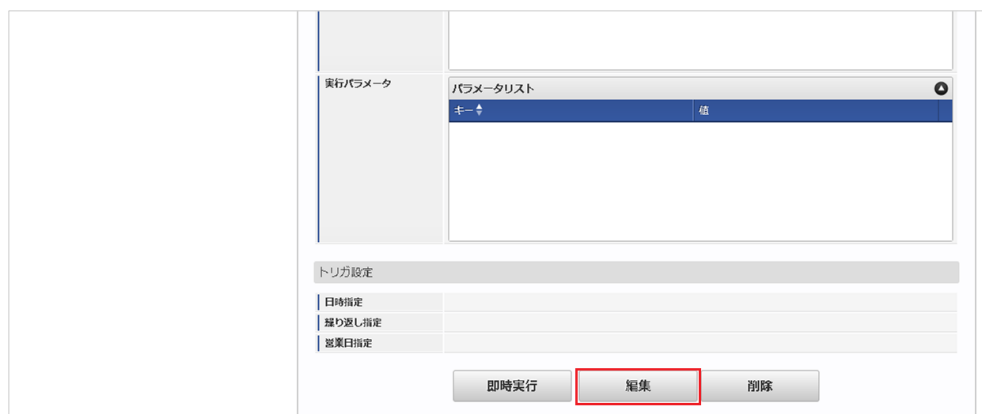 実行パラメータ
パラメータリスト
キー 値
トリガ設定
日時指定
繰り返し指定
営業日指定
即時実行 編集 削除